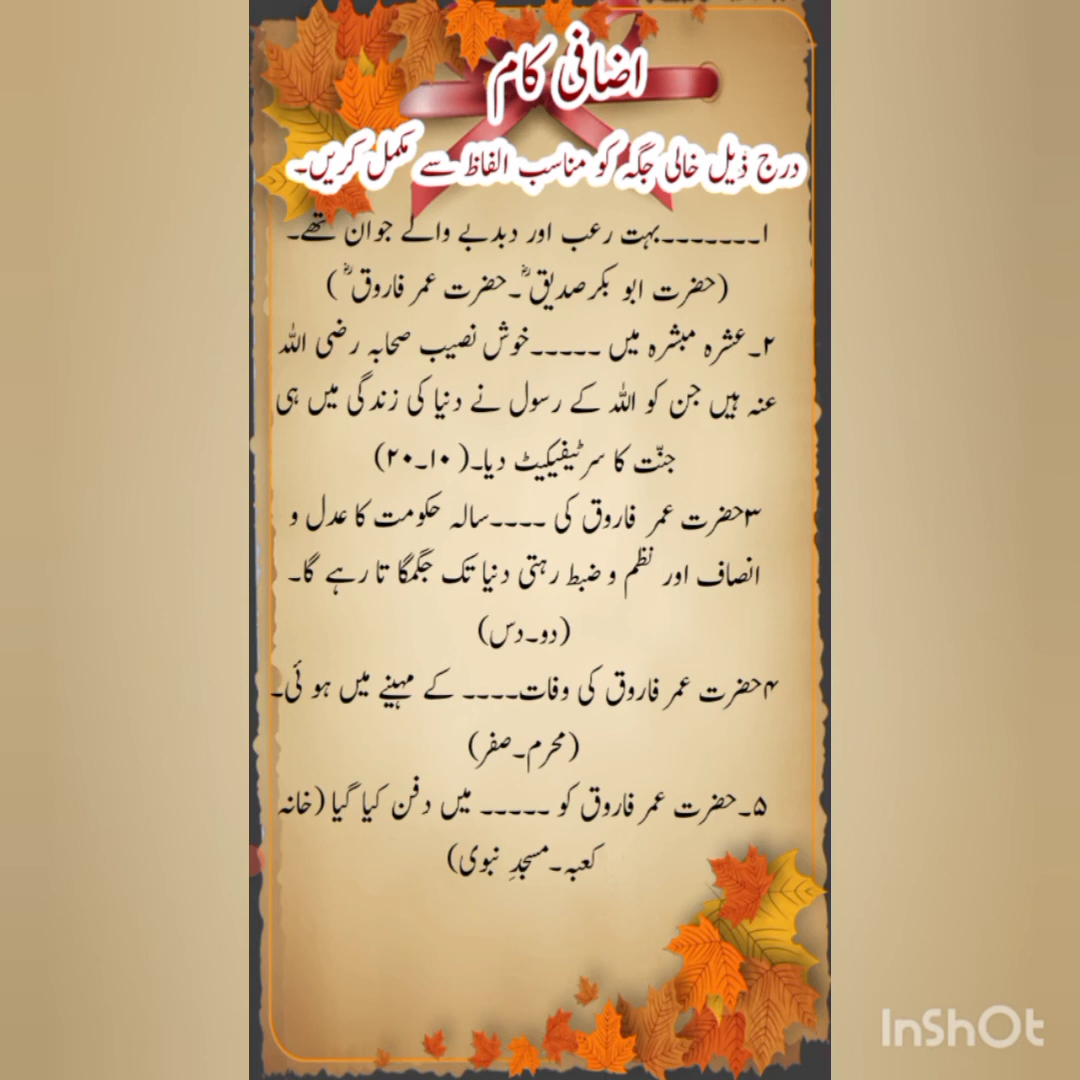 اضافی کام
درج ذیل خالی جگہ کو مناسب الفاظ سے مکمل کریں۔
۱۔۔۔۔۔۔۔بہت رعب اور دبدبے والے جوان تھے۔
(حضرت ابو بکر صدیقؓ۔حضرت عمر فاروقؓ)
۲۔عشرہ مبشرہ میں ۔۔۔۔۔خوش نصیب صحابہ رضی اللہ
عنہ ہیں جن کو اللہ کے رسول نے دنیا کی زندگی میں ہی
جنّت کا سرٹیفیکیٹ دیا۔(۱۰۔۲۰)
۳حضرت عمر فاروق کی ۔۔۔۔سالہ حکومت کا عدل و
انصاف اور نظم و ضبط رہتی دنیا تک جگمگا تا رہے گا۔
(دو۔دس)
۴حضرت عمر فاروق کی وفات۔۔۔۔ کے مہینے میں ہو ئی۔
(محرم۔صفر)
۵۔حضرت عمر فاروق کو ۔۔۔۔۔ میں دفن کیا گیا (خانہ
کعبہ۔مسجدِ نبوی)
InShOt